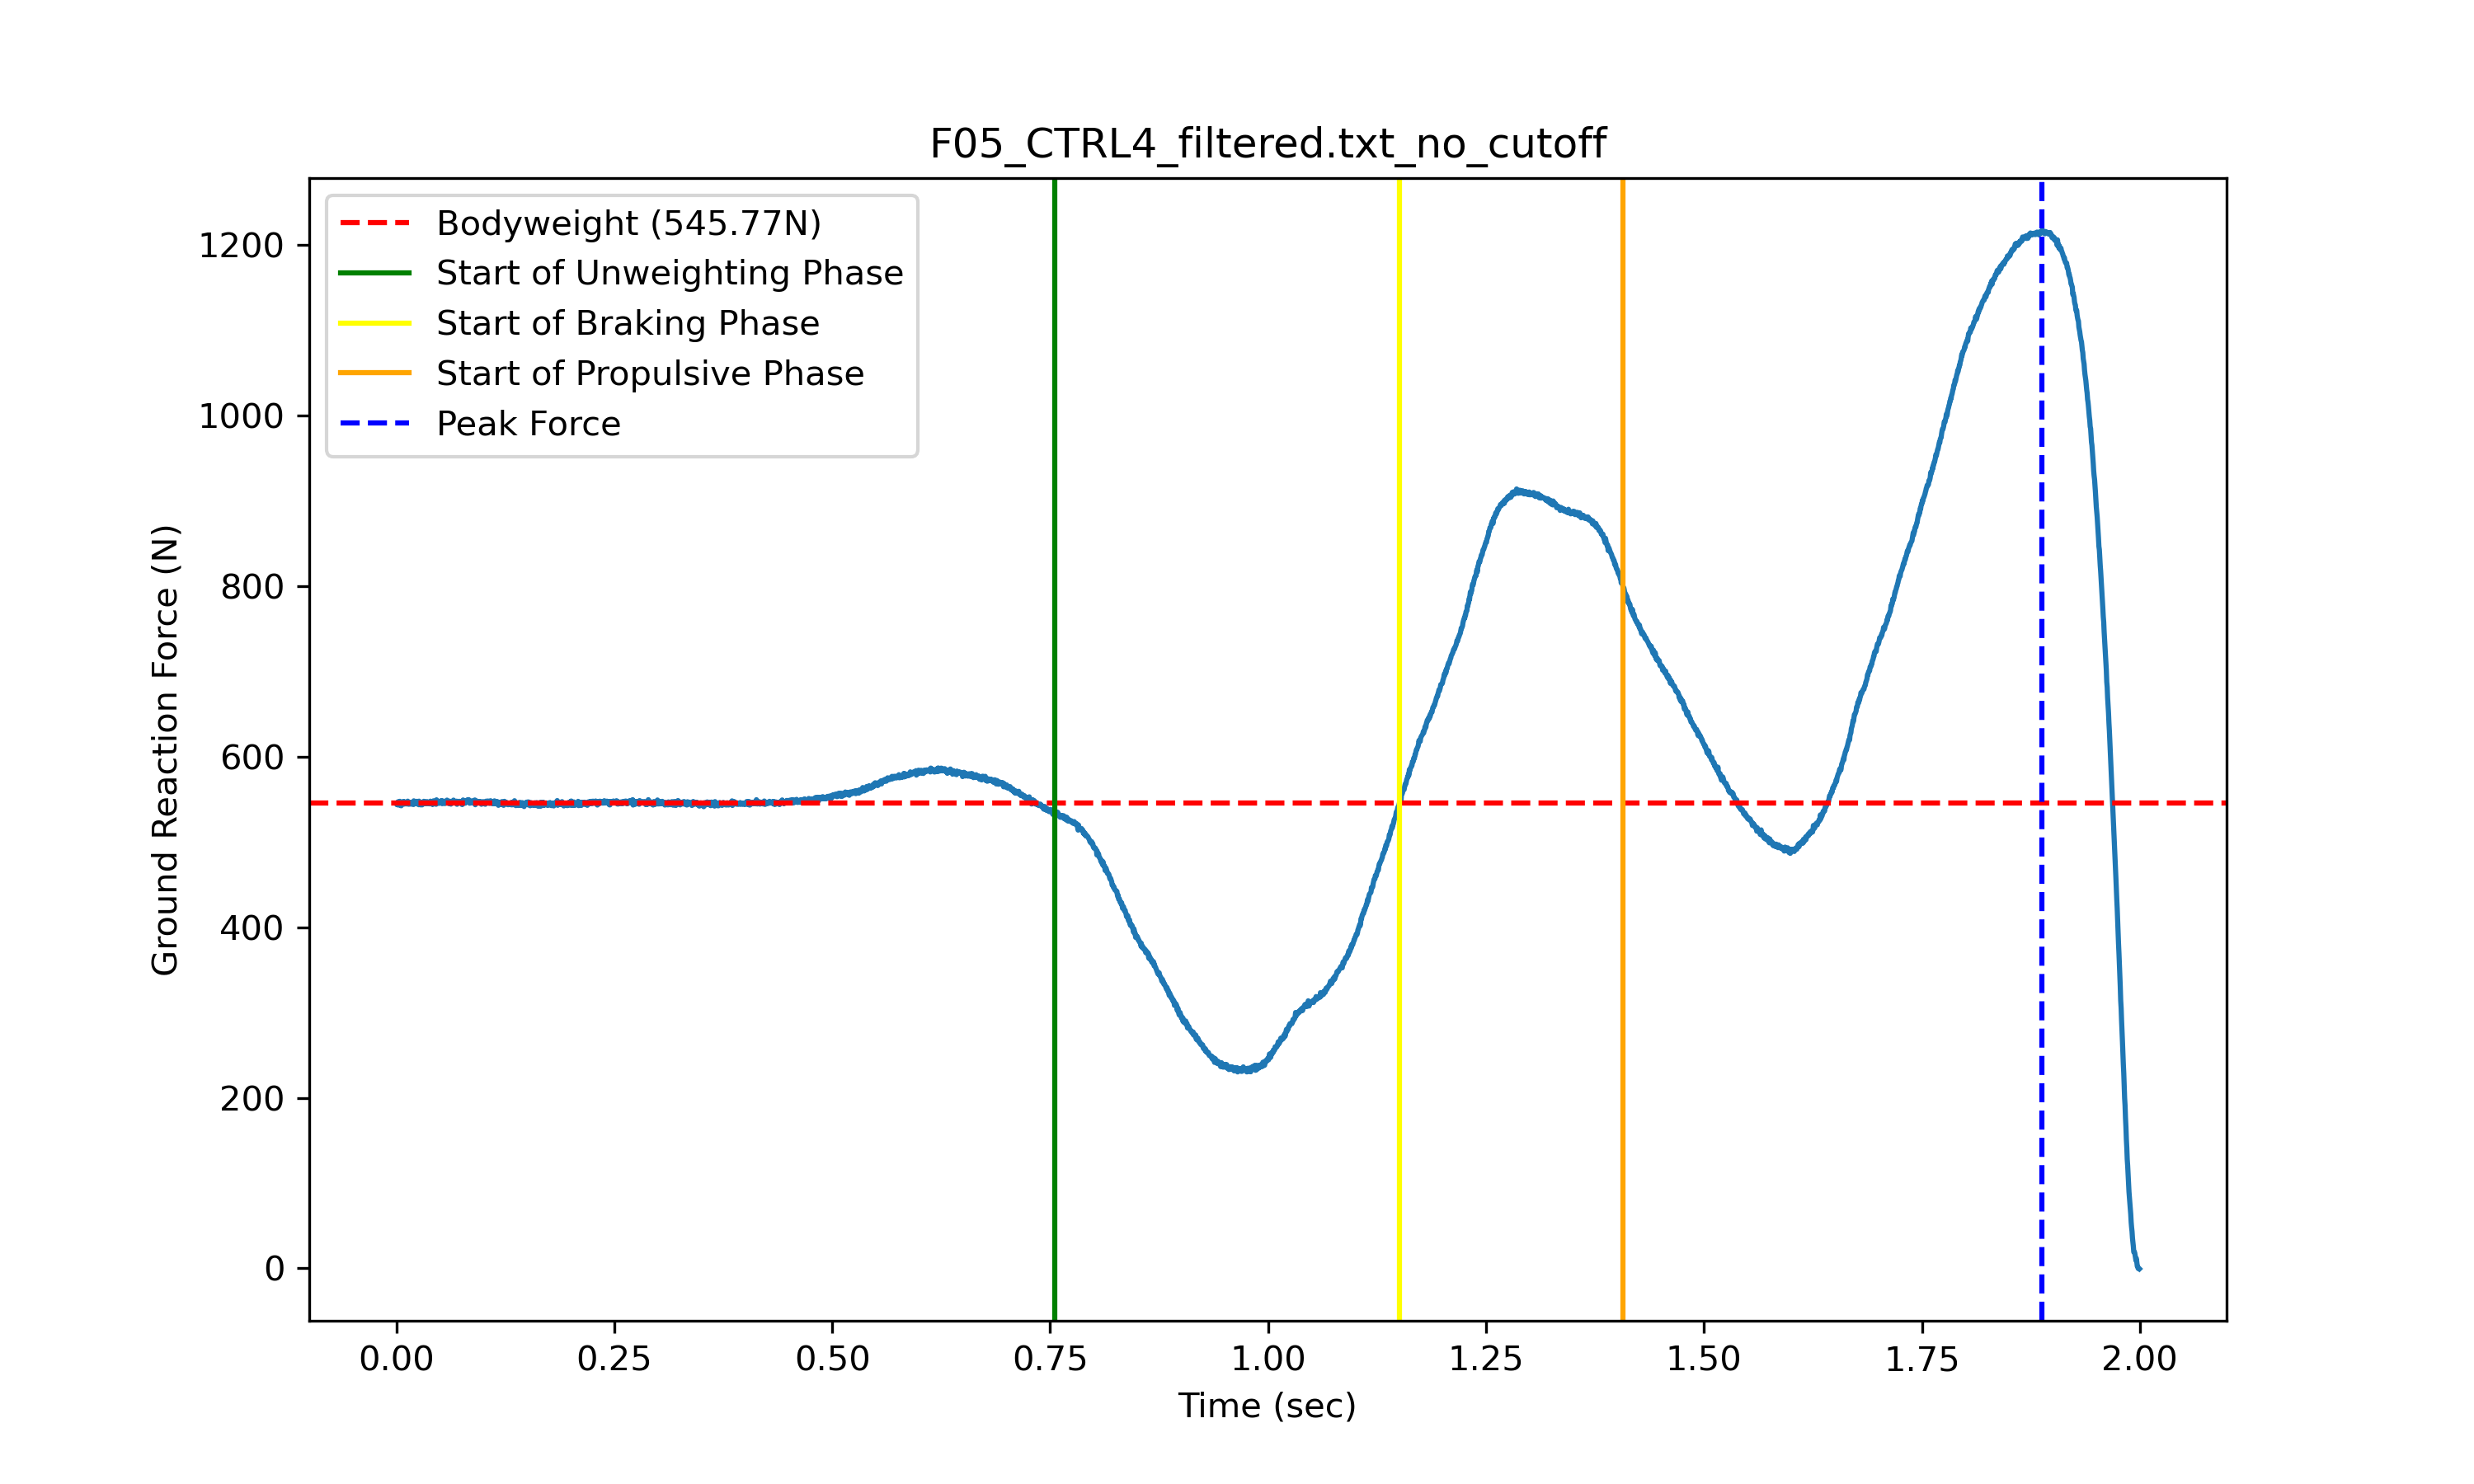 F05_CTRL4_filtered.txt_no_cutoff
Bodyweight (545.77N)
Start of Unweighting Phase
Start of Braking Phase
Start of Propulsive Phase
Peak Force
Ground Reaction Force (N)
1200
1000
800
600
400
200
0
0.00 0.25 0.50 0.75 1.00 1.25 1.50 1.75 2.00
Time (sec)